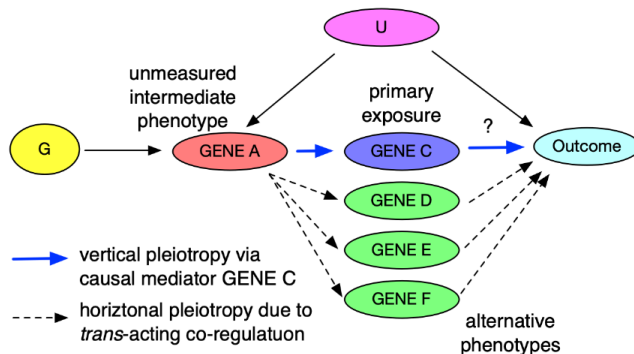 U
unmeasured
intermediate
phenotype
primary
exposure
?
G
GENE A
GENE C
Outcome
GENE D
GENE E
GENE F
vertical pleiotropy via
causal mediator GENE C
horiztonal pleiotropy due to
trans-acting co-regulatuon
alternative
phenotypes